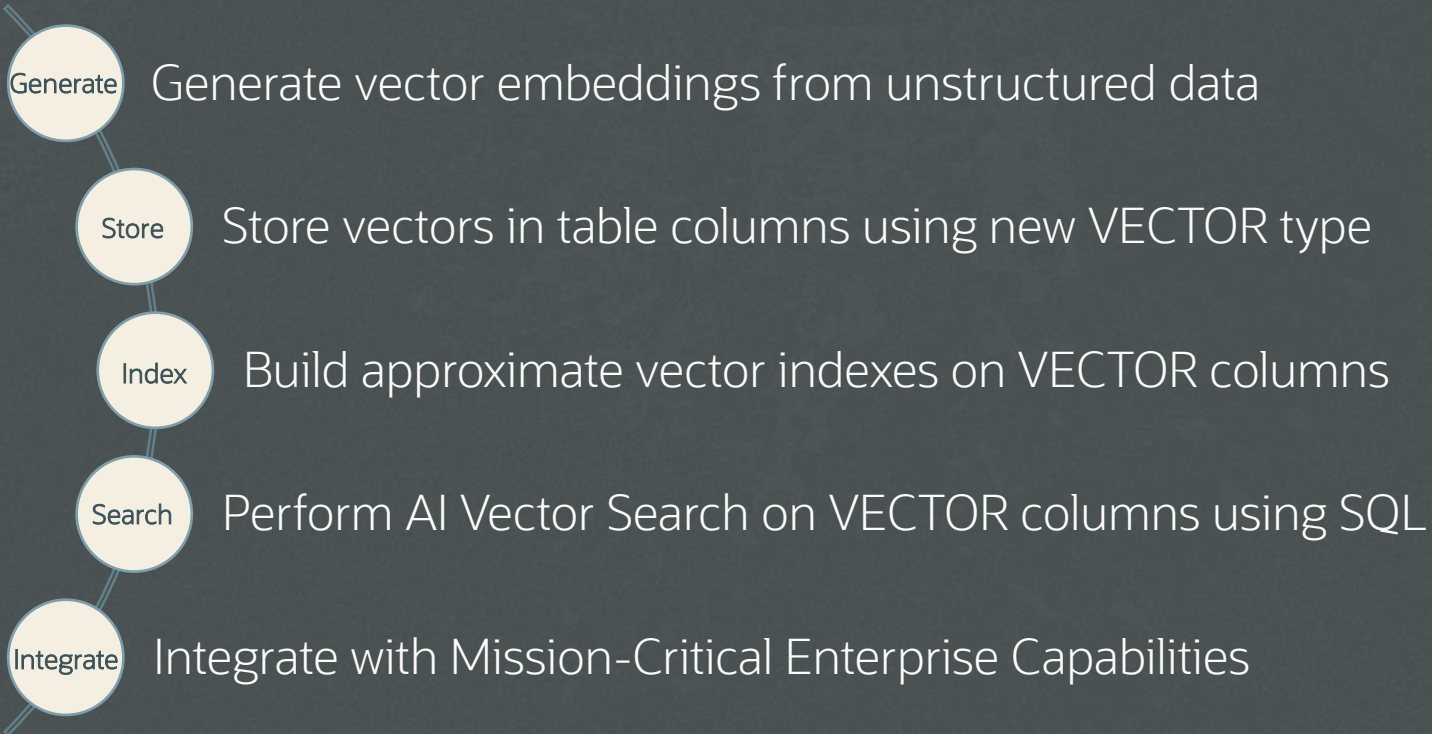 Generate
Generate vector embeddings from unstructured data
Store
Store vectors in table columns using new VECTOR type
Index
Build approximate vector indexes on VECTOR columns
Search
Perform AI Vector Search on VECTOR columns using SQL
Integrate
Integrate with Mission-Critical Enterprise Capabilities